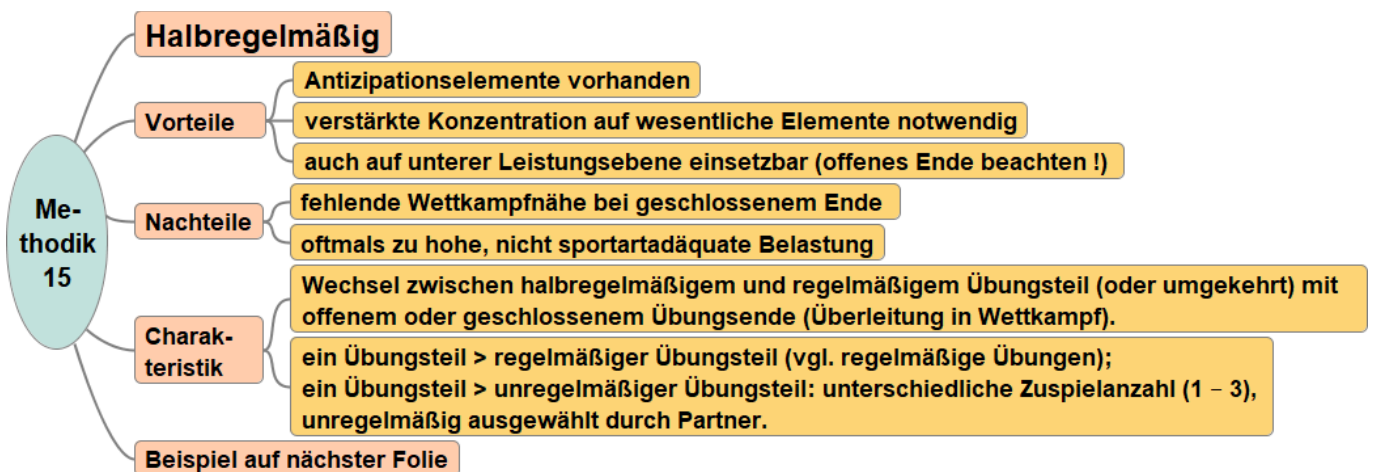 Me-
thodik
15
Halbregelmäßig
Vorteile
Antizipationselemente vorhanden
verstärkte Konzentration auf wesentliche Elemente notwendig
auch auf unterer Leistungsebene einsetzbar (offenes Ende beachten !)
Nachteile
fehlende Wettkampfnähe bei geschlossenem Ende
oftmals zu hohe, nicht sportartadäquate Belastung
Charak-
teristik
Wechsel zwischen halbregelmäßigem und regelmäßigem Übungsteil (oder umgekehrt) mit
offenem oder geschlossenem Übungsende (Überleitung in Wettkampf).
ein Übungsteil > regelmäßiger Übungsteil (vgl. regelmäßige Übungen);
ein Übungsteil > unregelmäßiger Übungsteil: unterschiedliche Zuspielanzahl (1 – 3),
unregelmäßig ausgewählt durch Partner.
Beispiel auf nächster Folie